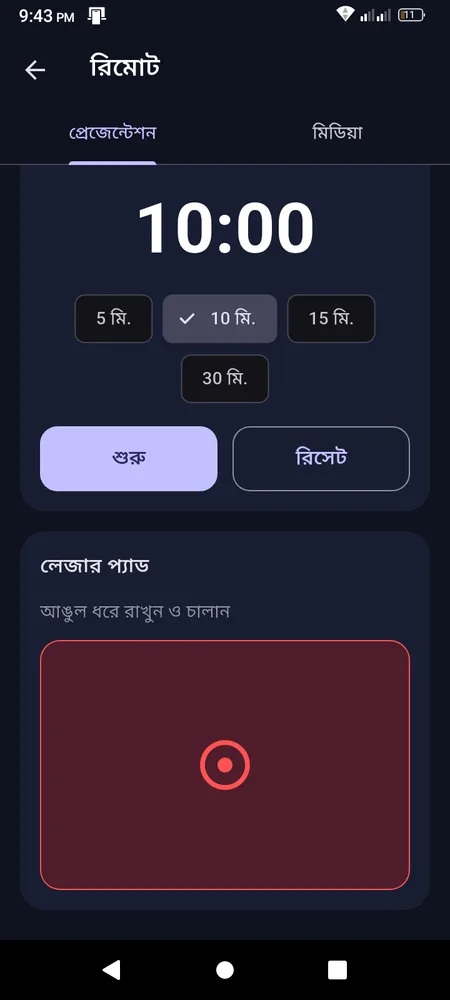 9:43 PM
11
রিমোট
প্রেজেন্টেশন মিডিয়া
10:00
5 মি. 10 মি. 15 মি.
30 মি.
শুরু রিসেট
লেজার প্যাড
আঙুল ধরে রাখুন ও চালান